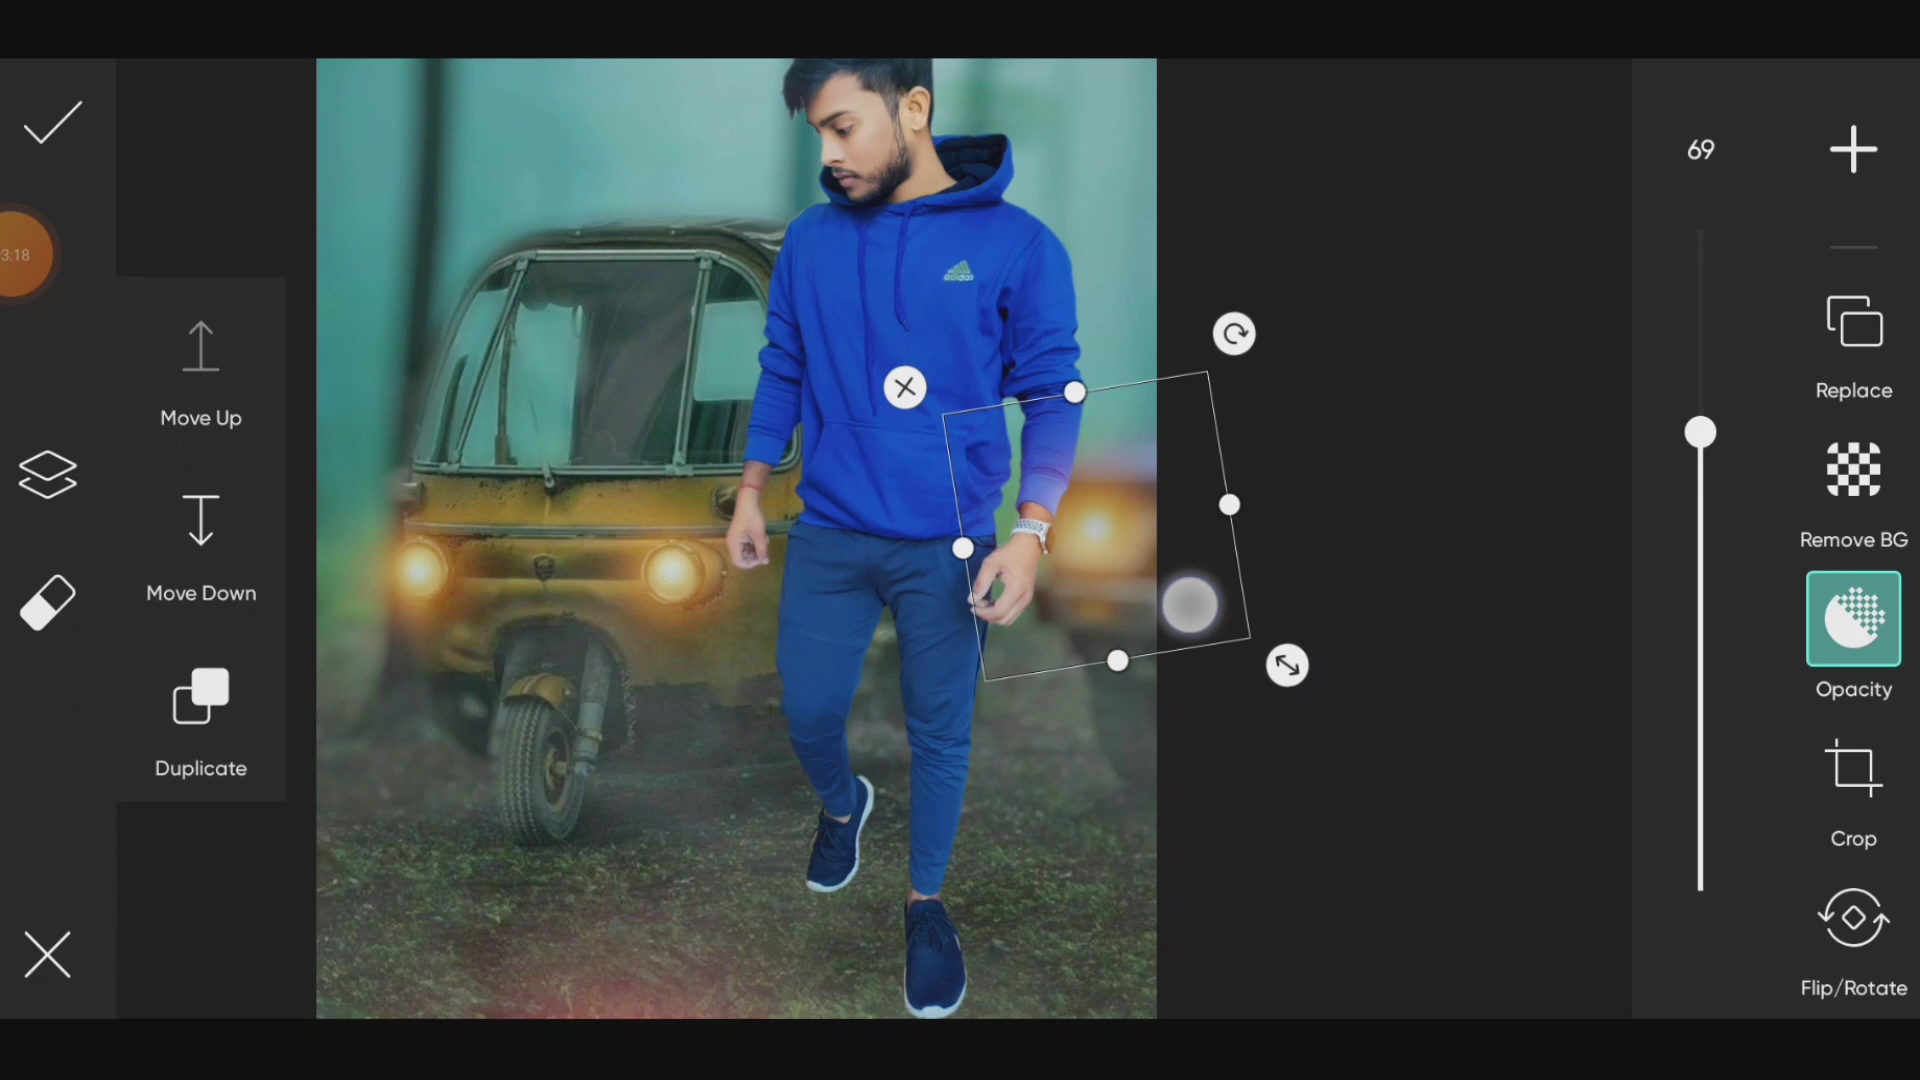 69
3:18
Move Up
Replace
Move Down
Remove BG
Duplicate
Opacity
Crop
Flip/Rotate
adidas